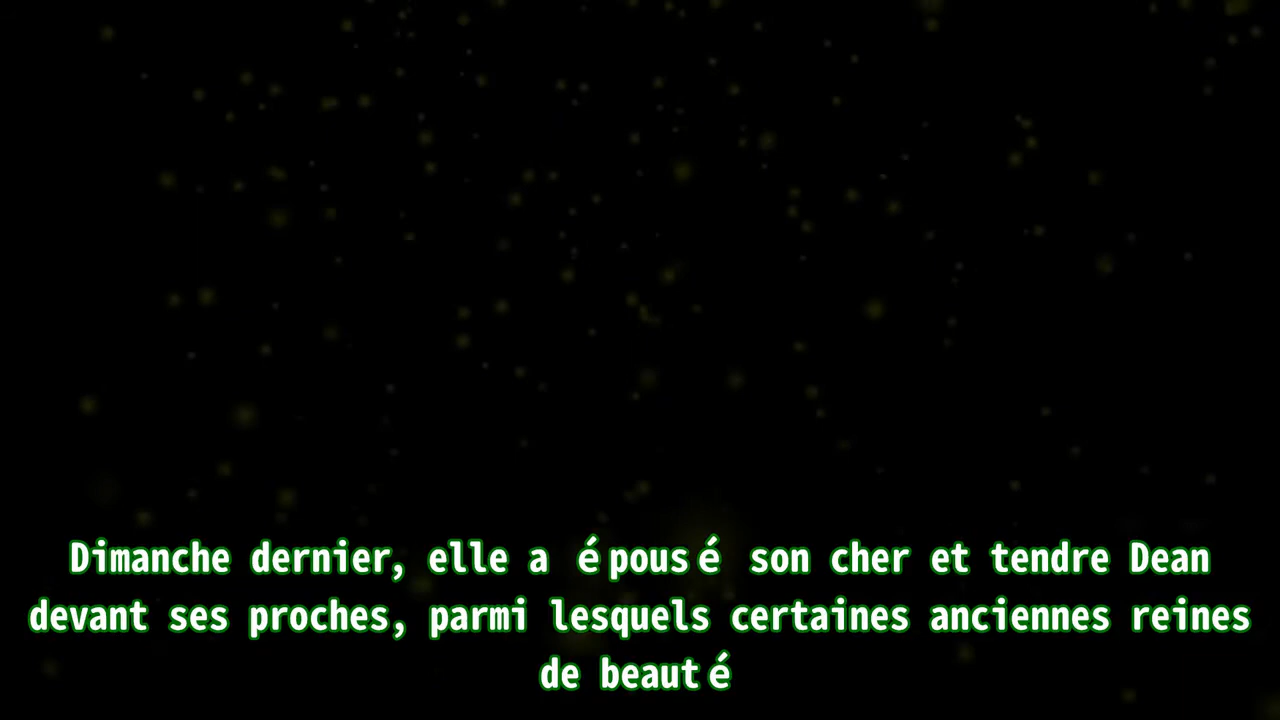 Dimanche dernier, elle a épousé son cher et tendre Dean
devant ses proches, parmi lesquels certaines anciennes reines
de beauté